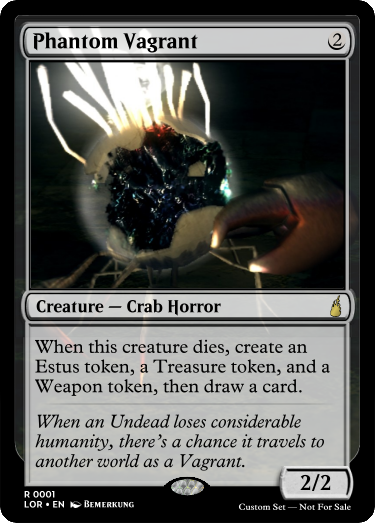 Phantom Vagrant 2
Creature — Crab Horror
When this creature dies, create an
Estus token, a Treasure token, and a
Weapon token, then draw a card.
When an Undead loses considerable
humanity, there's a chance it travels to
another world as a Vagrant.
2/2
R 0001
LOR • EN BEMERKUNG
Custom Set — Not For Sale